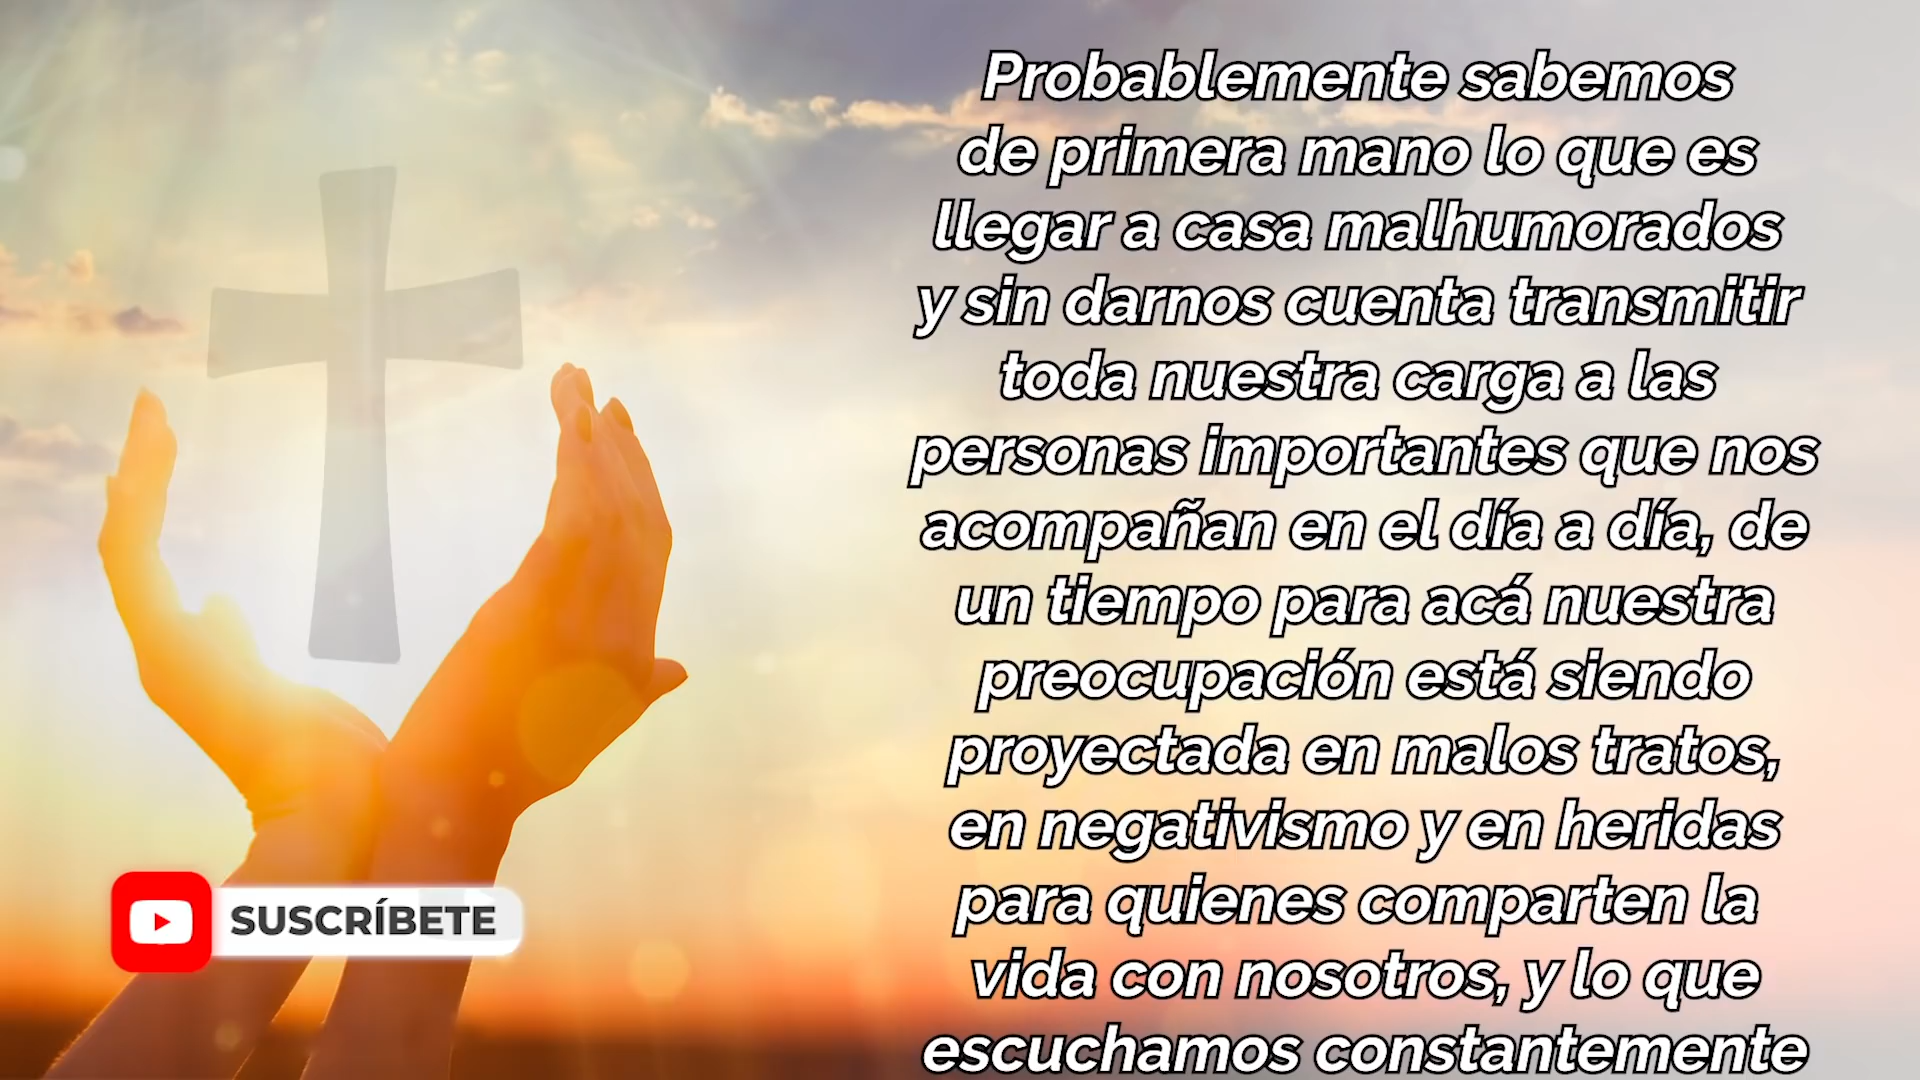 Probablemente sabemos
de primera mano lo que es
llegar a casa malhumorados
y sin darnos cuenta transmitir
toda nuestra carga a las
personas importantes que nos
acompañan en el día a día, de
un tiempo para acá nuestra
preocupación está siendo
proyectada en malos tratos,
en negativismo y en heridas
para quienes comparten la
vida con nosotros, y lo que
escuchamos constantemente
SUSCRÍBETE